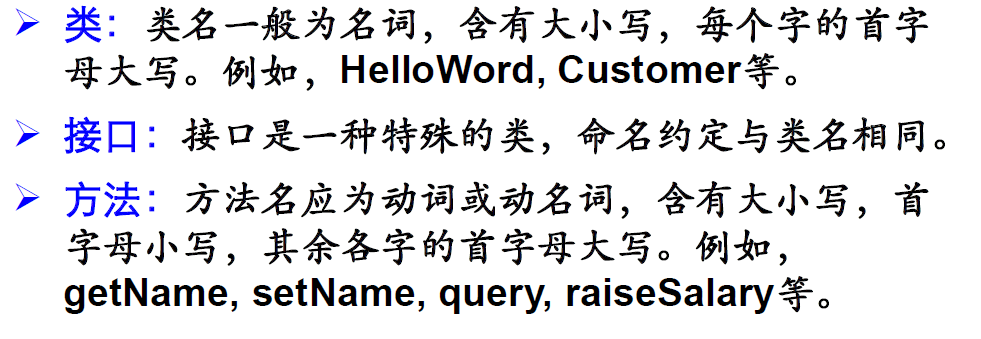 ➢ 类：类名一般为名词，含有大小写，每个字的首字
母大写。例如，HelloWord, Customer等。
➢ 接口：接口是一种特殊的类，命名约定与类名相同。
➢ 方法：方法名应为动词或动名词，含有大小写，首
字母小写，其余各字的首字母大写。例如，
getName, setName, query, raiseSalary等。